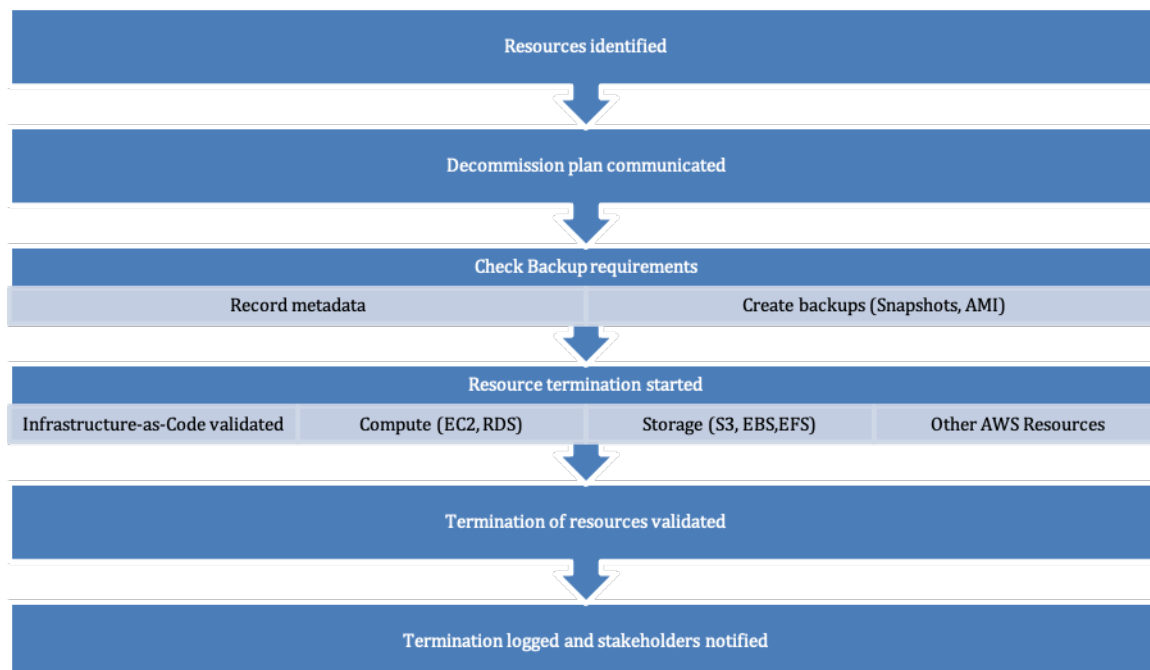 Resources identified
Decommission plan communicated
Check Backup requirements
Record metadata
Create backups (Snapshots, AMI)
Resource termination started
Infrastructure-as-Code validated
Compute (EC2, RDS)
Storage (S3, EBS,EFS)
Other AWS Resources
Termination of resources validated
Termination logged and stakeholders notified